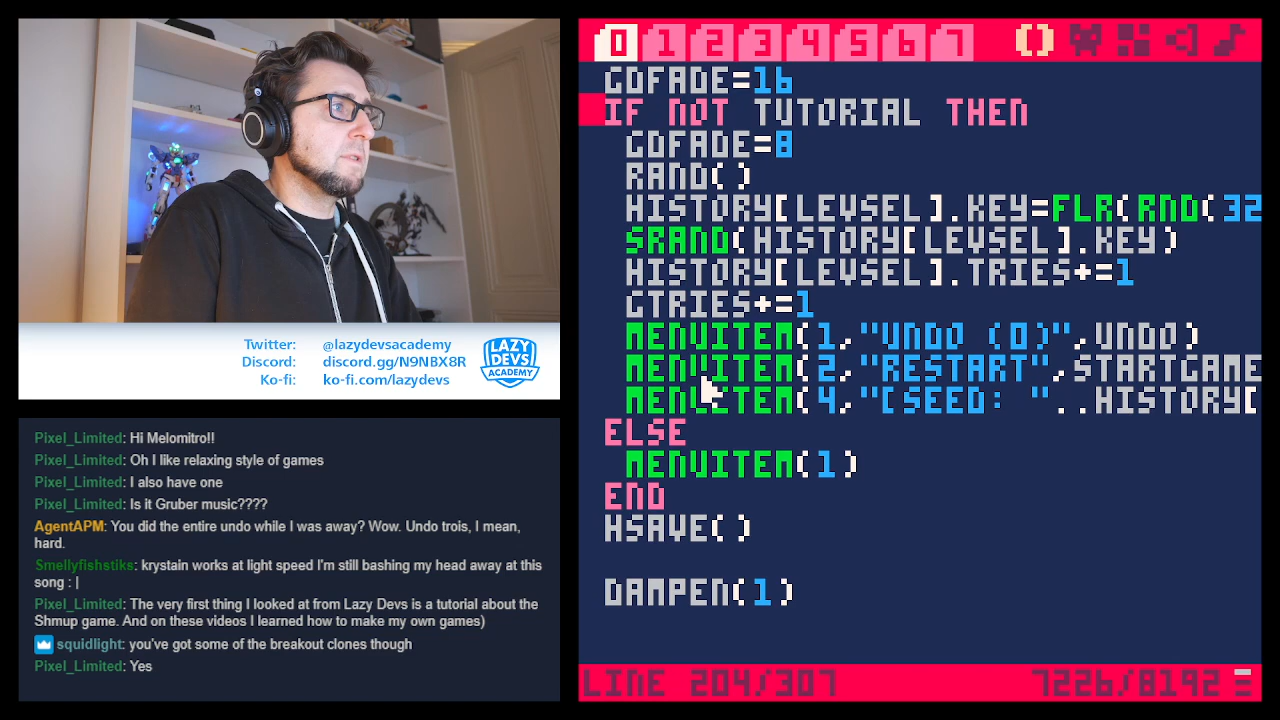 Twitter: @lazydevsacademy
Discord: discord.gg/N9NBX8R
Ko-fi: ko-fi.com/lazydevs
LAZY
DEVS
ACADEMY
Pixel_Limited: Hi Melomitro!!
Pixel_Limited: Oh I like relaxing style of games
Pixel_Limited: I also have one
Pixel_Limited: Is it Gruber music????
AgentAPM: You did the entire undo while I was away? Wow. Undo trois, I mean,
hard.
Smellyfishstiks: krystain works at light speed I'm still bashing my head away at this
song : |
Pixel_Limited: The very first thing I looked at from Lazy Devs is a tutorial about the
Shmup game. And on these videos I learned how to make my own games)
squidlight: you've got some of the breakout clones though
Pixel_Limited: Yes
0 1 2 3 4 5 6 7 ()
GOFADE=16
IF NOT TUTORIAL THEN
GOFADE=8
RAND()
HISTORY[LEVSEL].KEY=FLR(RND(32
SRAND(HISTORY[LEVSEL].KEY)
HISTORY[LEVSEL].TRIES+=1
GTRIES+=1
MENUITEM(1,"UNDO (O)",UNDO)
MENUITEM(2,"RESTART",STARTGAME
MENUITEM(4,"[SEED: "..HISTORY[
ELSE
MENUITEM(1)
END
HSAVE()
DAMPEN(1)
LINE 204/307 7226/8192